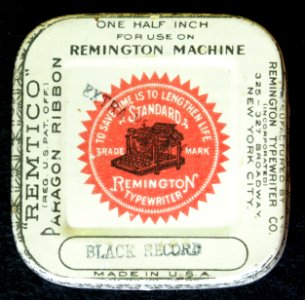 ONE HALF INCH
FOR USE ON
REMINGTON MACHINE
"REMTICO"
(REG. U.S. PAT. OFF.)
PARAGON RIBBON
TO SAVE TIME IS TO LENGTHEN LIFE
STANDARD
TRADE MARK
REMINGTON
TYPEWRITER
MANUFACTURED BY
REMINGTON TYPEWRITER CO.
(INCORPORATED)
325-331 BROADWAY,
NEW YORK CITY.
BLACK RECORD
MADE IN U.S.A.